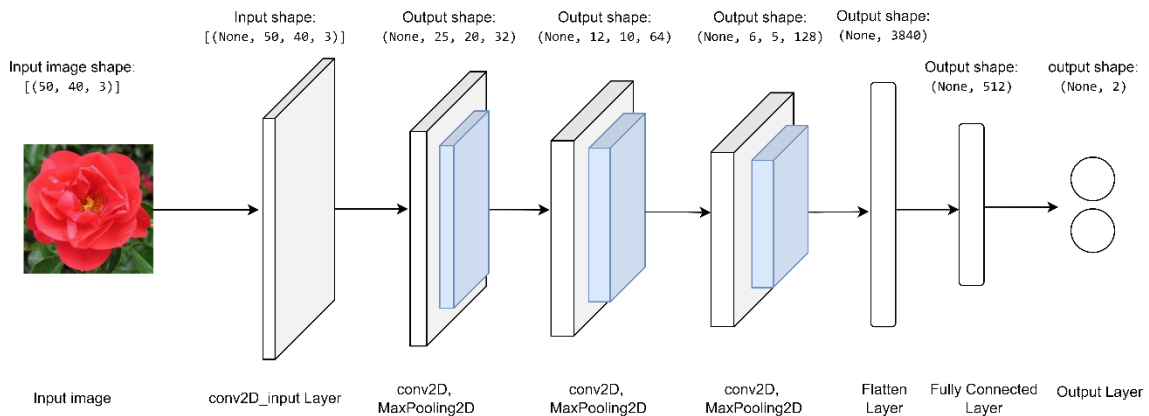 Input image shape:
[(50, 40, 3)]
Input shape:
[(None, 50, 40, 3)]
Output shape:
(None, 25, 20, 32)
Output shape:
(None, 12, 10, 64)
Output shape:
(None, 6, 5, 128)
Output shape:
(None, 3840)
Output shape:
(None, 512)
output shape:
(None, 2)
Input image
conv2D_input Layer
conv2D,
MaxPooling2D
conv2D,
MaxPooling2D
conv2D,
MaxPooling2D
Flatten
Layer
Fully Connected
Layer
Output Layer